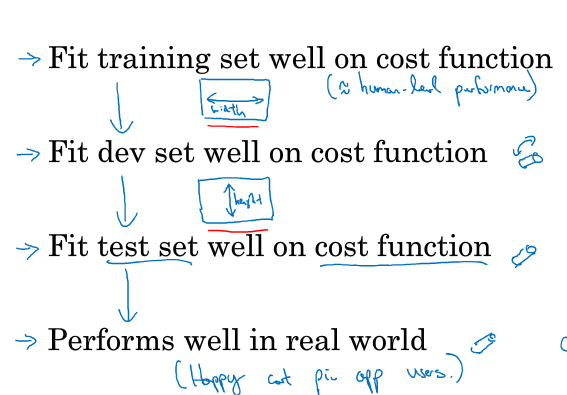 Fit training set well on cost function
(≈ human-level performance)
width
Fit dev set well on cost function
height
Fit test set well on cost function
Performs well in real world
(Happy cat pic app users.)